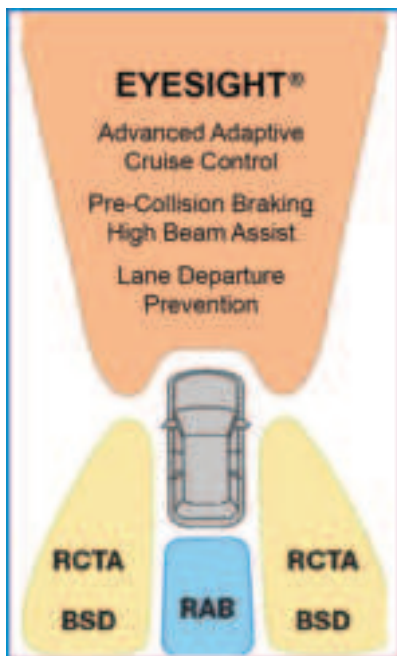 EYESIGHT®
Advanced Adaptive
Cruise Control
Pre-Collision Braking
High Beam Assist
Lane Departure
Prevention
RCTA
BSD
RAB
RCTA
BSD